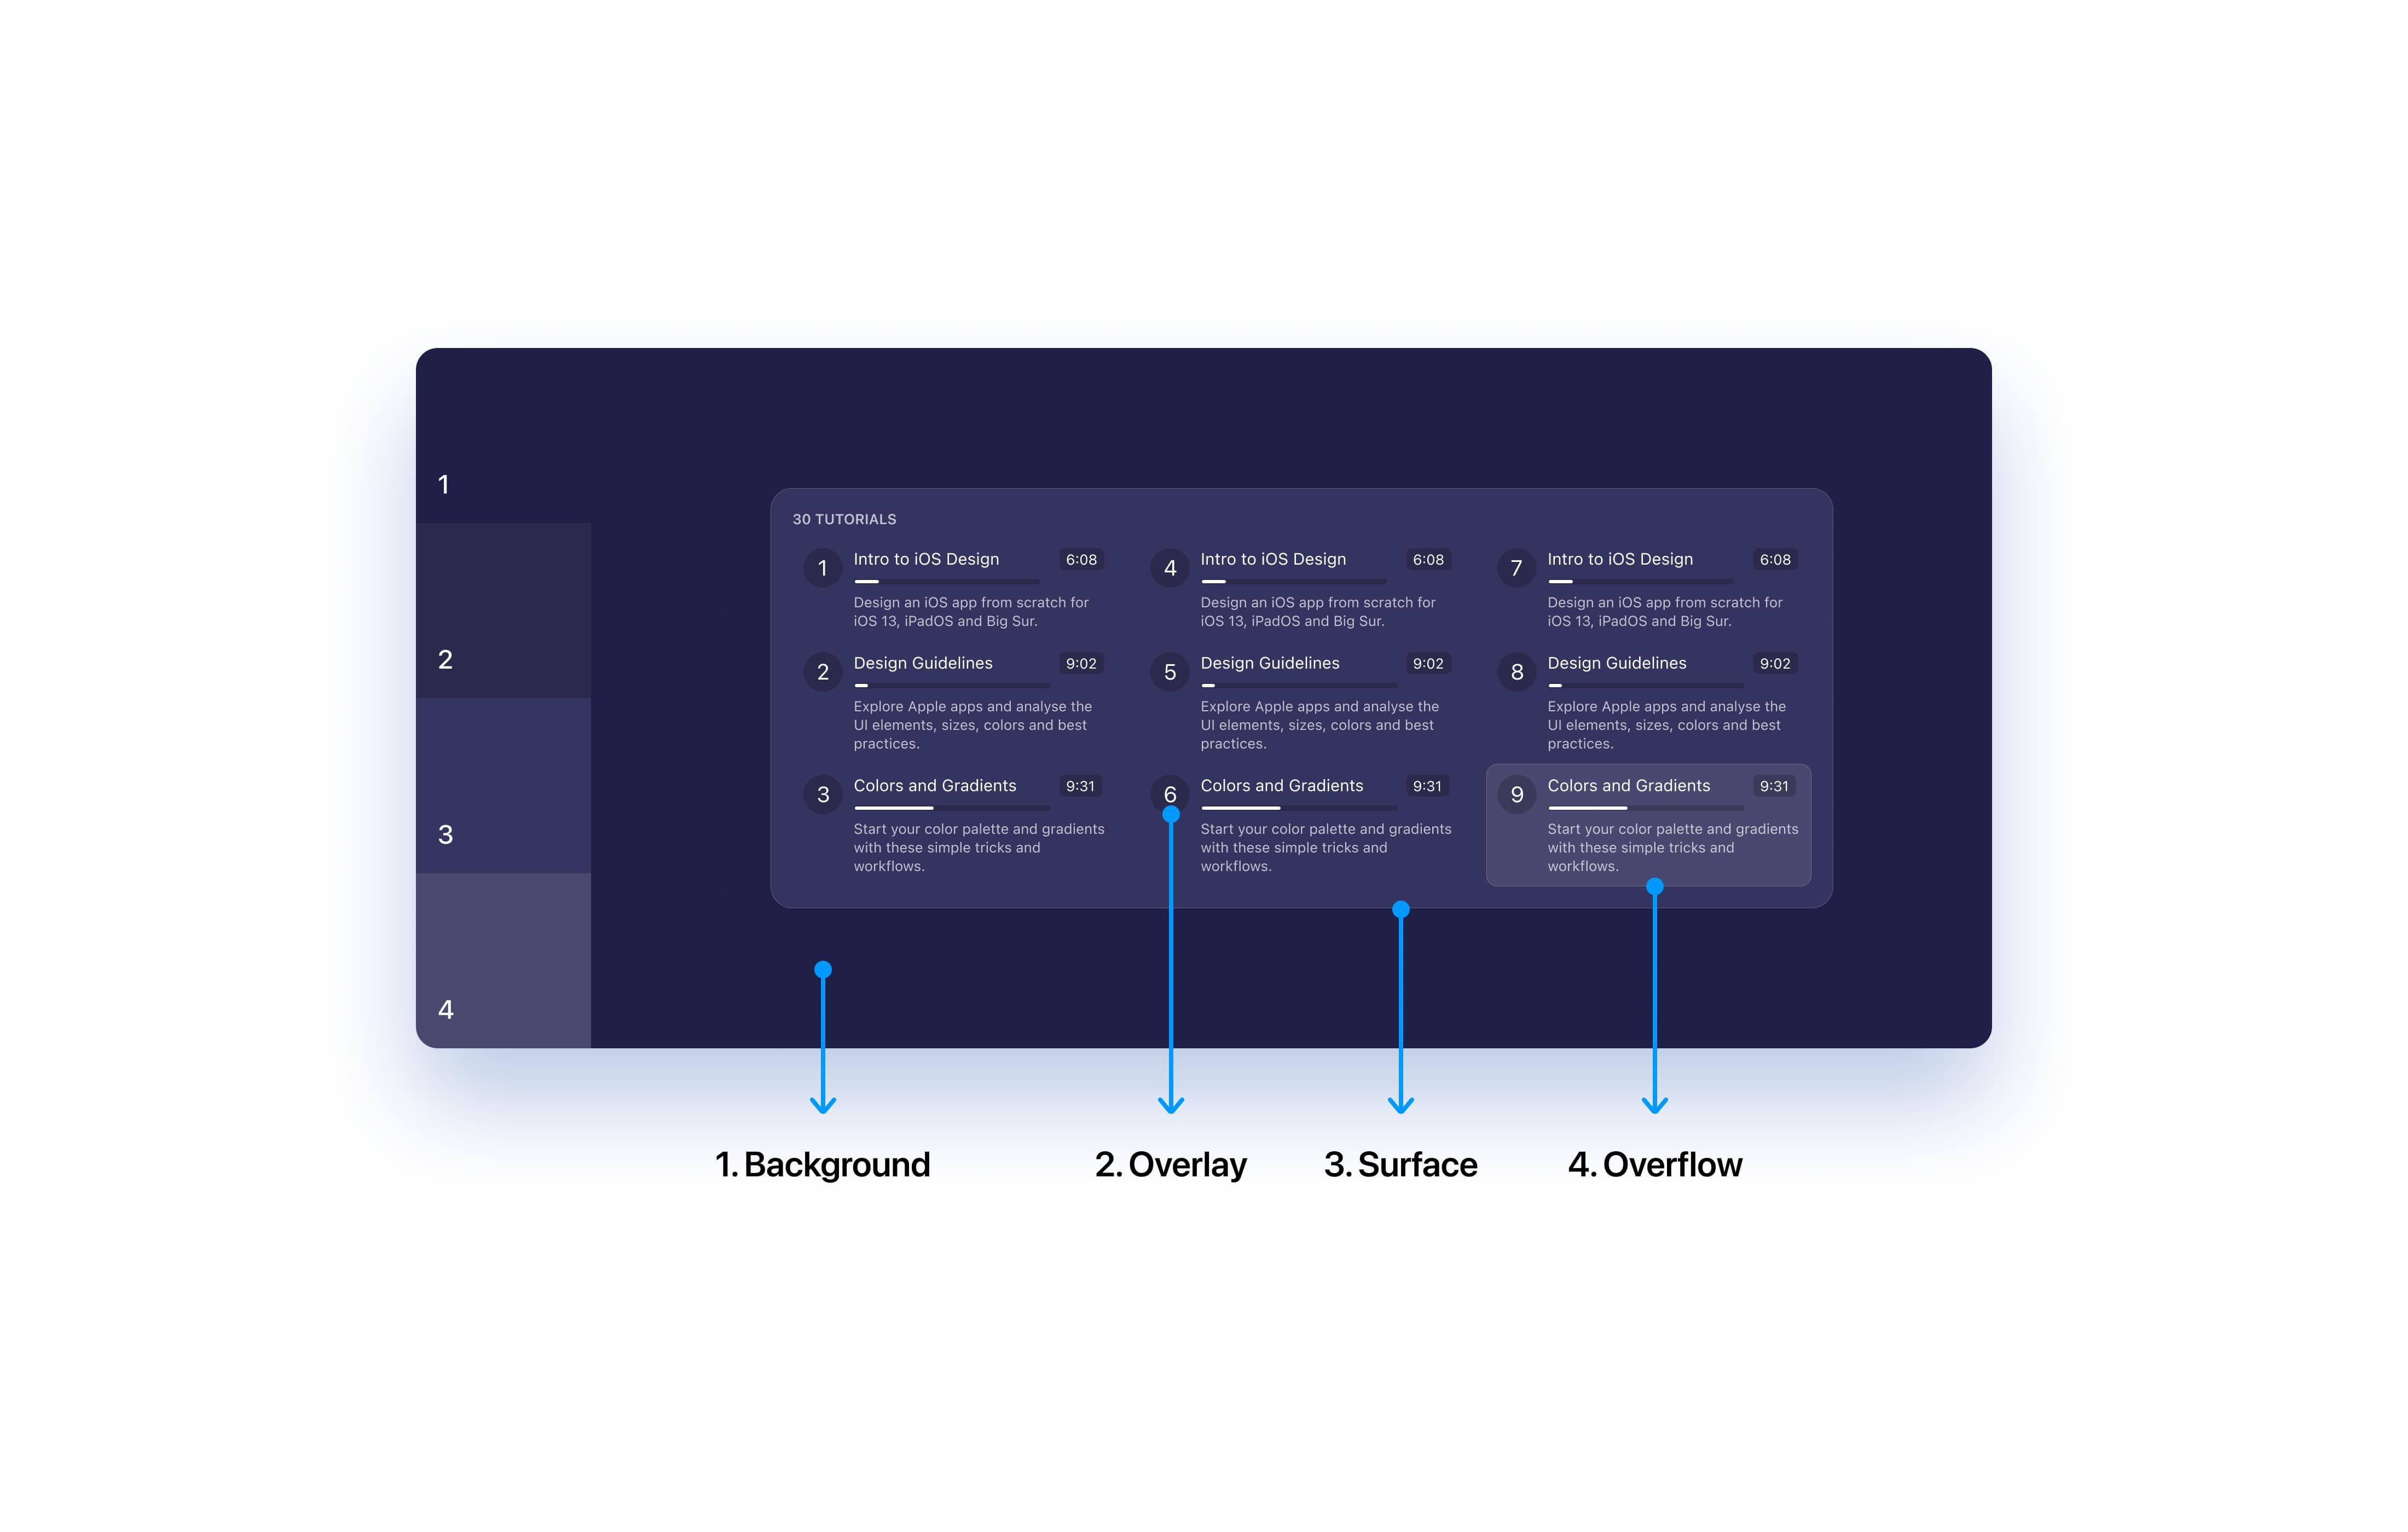 1
2
3
4
30 TUTORIALS
1
Intro to iOS Design
6:08
Design an iOS app from scratch for
iOS 13, iPadOS and Big Sur.
2
Design Guidelines
9:02
Explore Apple apps and analyse the
UI elements, sizes, colors and best
practices.
3
Colors and Gradients
9:31
Start your color palette and gradients
with these simple tricks and
workflows.
4
Intro to iOS Design
6:08
Design an iOS app from scratch for
iOS 13, iPadOS and Big Sur.
5
Design Guidelines
9:02
Explore Apple apps and analyse the
UI elements, sizes, colors and best
practices.
6
Colors and Gradients
9:31
Start your color palette and gradients
with these simple tricks and
workflows.
7
Intro to iOS Design
6:08
Design an iOS app from scratch for
iOS 13, iPadOS and Big Sur.
8
Design Guidelines
9:02
Explore Apple apps and analyse the
UI elements, sizes, colors and best
practices.
9
Colors and Gradients
9:31
Start your color palette and gradients
with these simple tricks and
workflows.
1. Background
2. Overlay
3. Surface
4. Overflow